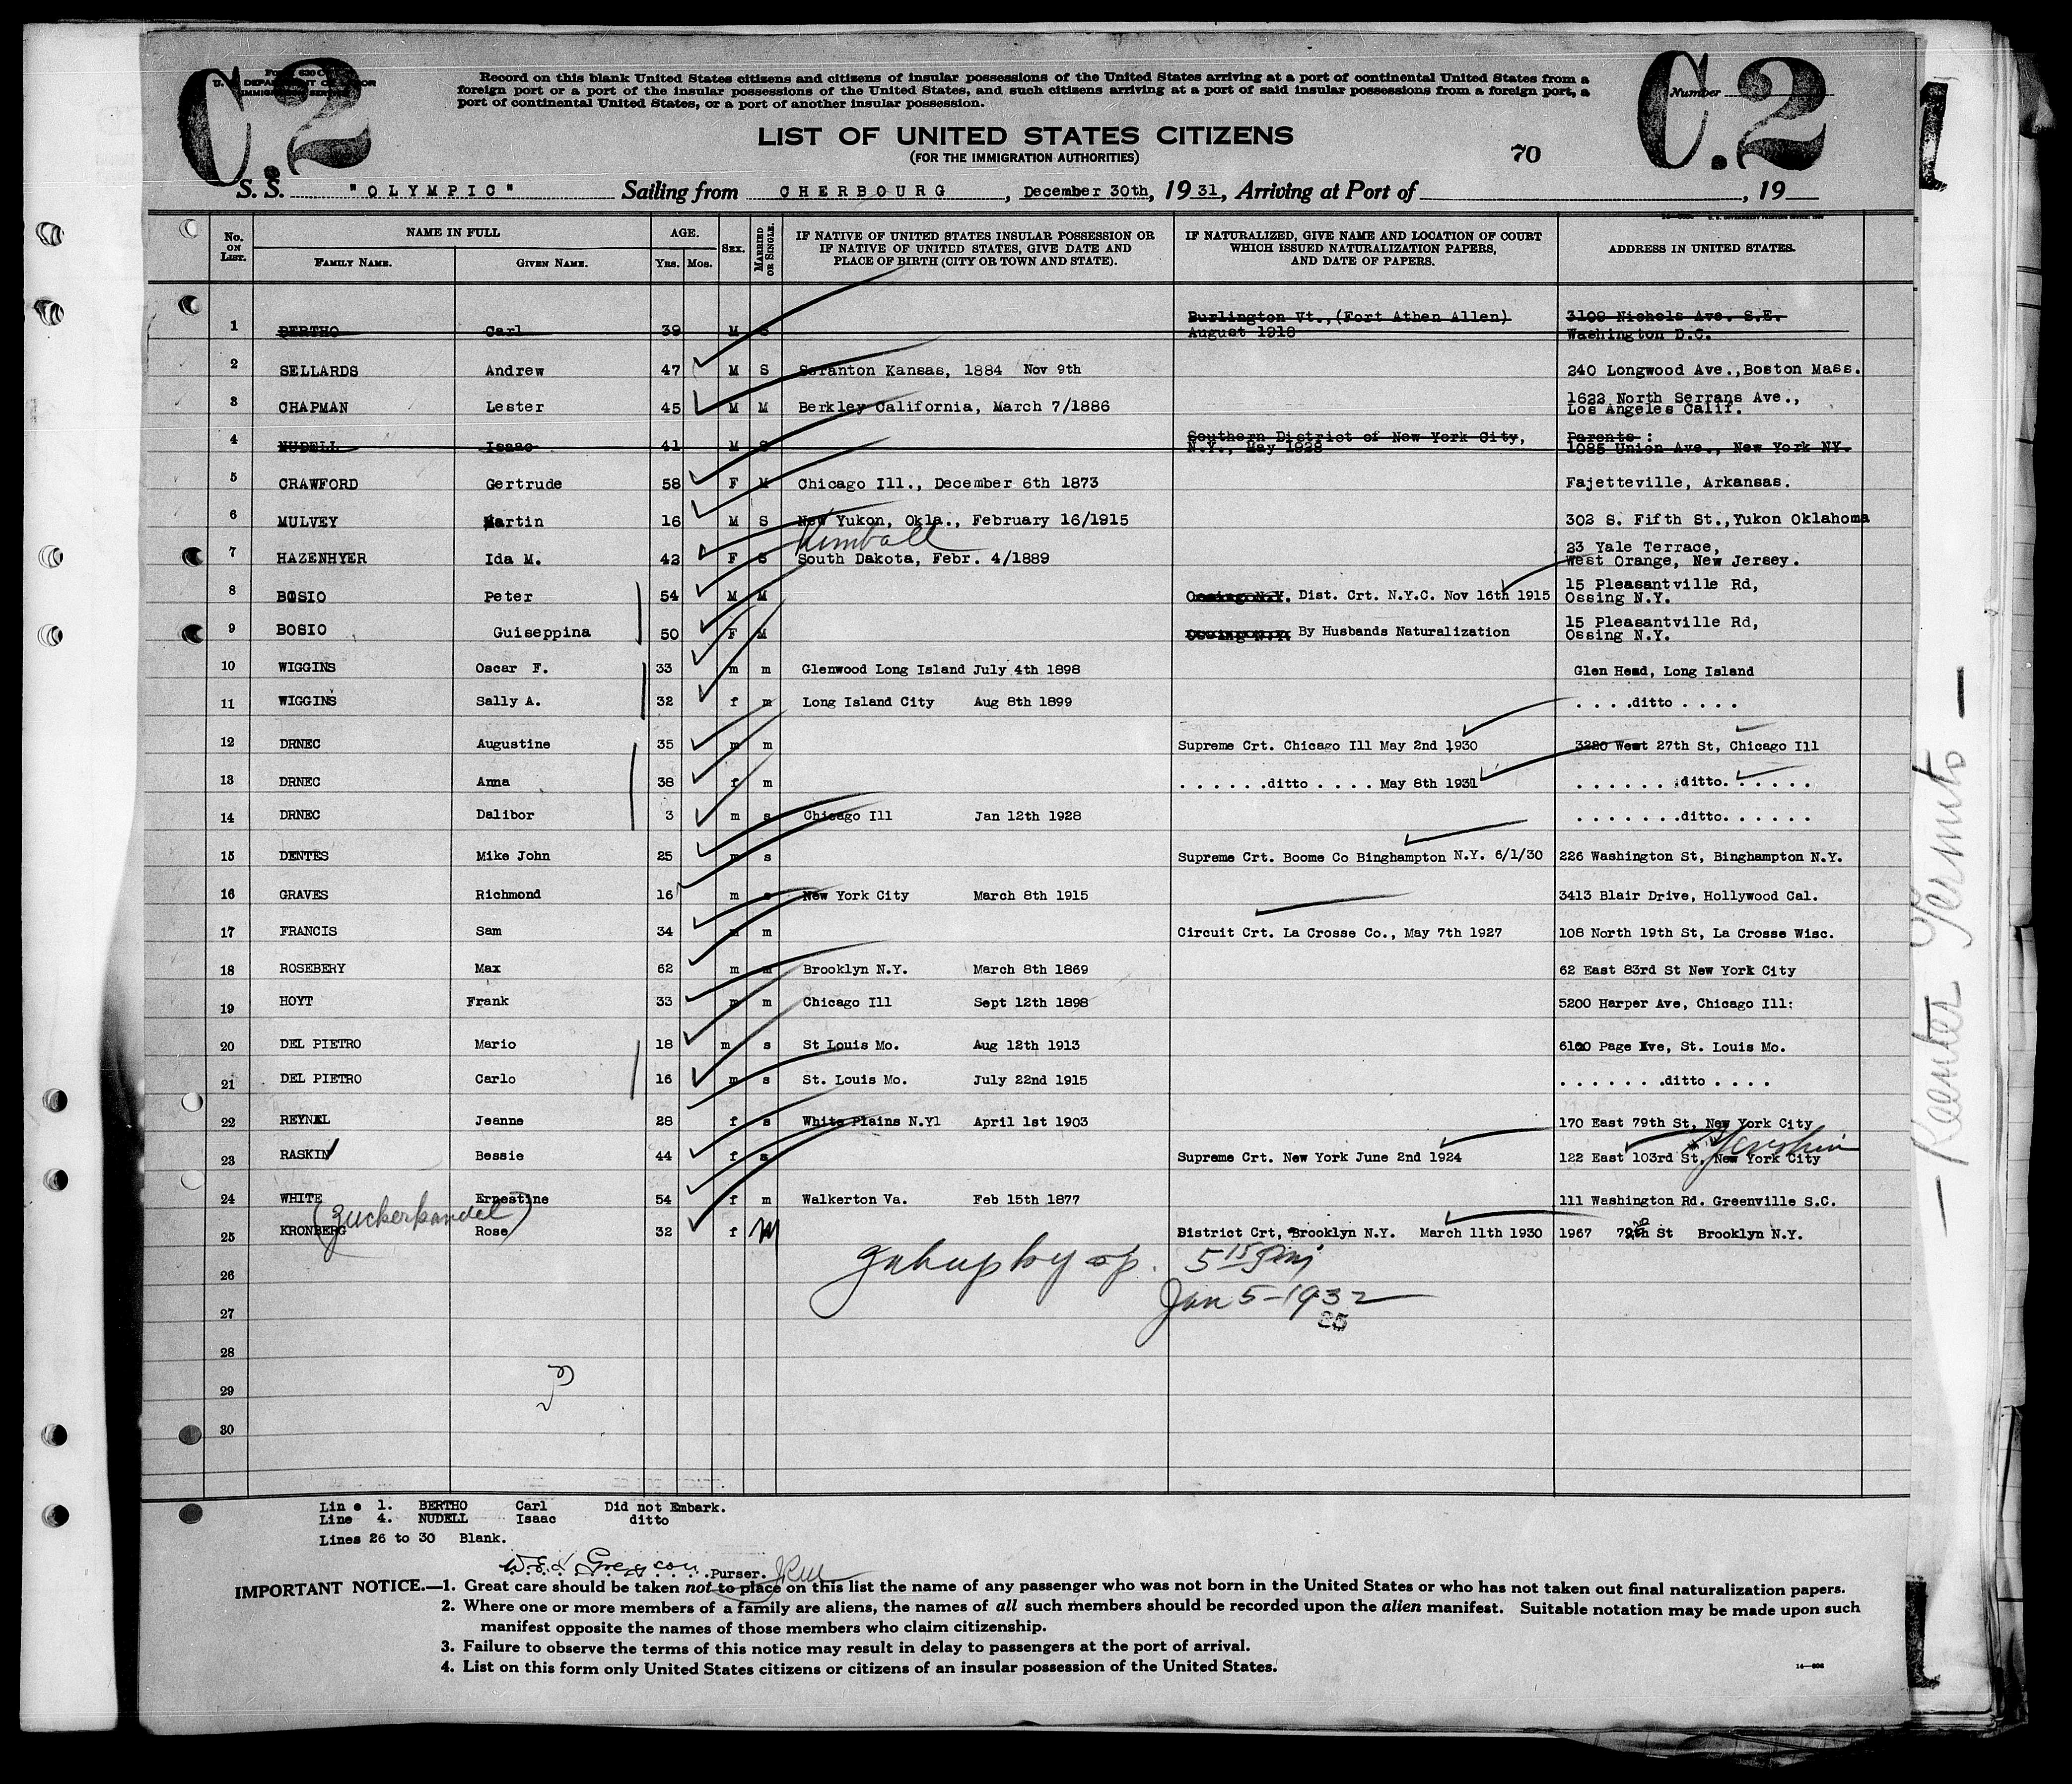 C.2
Form 630 C
U. S. DEPARTMENT OF LABOR
IMMIGRATION SERVICE
Record on this blank United States citizens and citizens of insular possessions of the United States arriving at a port of continental United States from a
foreign port or a port of the insular possessions of the United States, and such citizens arriving at a port of said insular possessions from a foreign port, a
port of continental United States, or a port of another insular possession.
Number
C.2
LIST OF UNITED STATES CITIZENS
(FOR THE IMMIGRATION AUTHORITIES)
70
S. S. "OLYMPIC" Sailing from CHERBOURG, December 30th, 1931, Arriving at Port of , 19
No. ON LIST. NAME IN FULL FAMILY NAME. GIVEN NAME. AGE. Yrs. Mos. SEX. MARRIED OR SINGLE. IF NATIVE OF UNITED STATES INSULAR POSSESSION OR IF NATIVE OF UNITED STATES, GIVE DATE AND PLACE OF BIRTH (CITY OR TOWN AND STATE). IF NATURALIZED, GIVE NAME AND LOCATION OF COURT WHICH ISSUED NATURALIZATION PAPERS, AND DATE OF PAPERS. ADDRESS IN UNITED STATES.
1 BERTHO Carl 39 M S Burlington Vt.,(Fort Athen Allen) August 1918 3109 Nichols Ave. S.E. Washington D.C.
2 SELLARDS Andrew 47 M S Scranton Kansas, 1884 Nov 9th 240 Longwood Ave.,Boston Mass.
3 CHAPMAN Lester 45 M M Berkley California, March 7/1886 1622 North Serrans Ave., Los Angeles Calif.
4 NUDELL Isaac 41 M S Southern District of New York City, N.Y., May 1928 Parents : 1085 Union Ave., New York NY.
5 CRAWFORD Gertrude 58 F M Chicago Ill., December 6th 1873 Fajetteville, Arkansas.
6 MULVEY Martin 16 M S New Yukon, Okla., February 16/1915 302 S. Fifth St.,Yukon Oklahoma
Kimball
7 HAZENHYER Ida M. 42 F S South Dakota, Febr. 4/1889 23 Yale Terrace, West Orange, New Jersey.
8 BOSIO Peter 54 M M Ossing N.Y. Dist. Crt. N.Y.C. Nov 16th 1915 15 Pleasantville Rd, Ossing N.Y.
9 BOSIO Guiseppina 50 F M Ossing N.Y. By Husbands Naturalization 15 Pleasantville Rd, Ossing N.Y.
10 WIGGINS Oscar F. 33 m m Glenwood Long Island July 4th 1898 Glen Head, Long Island
11 WIGGINS Sally A. 32 f m Long Island City Aug 8th 1899 . . . .ditto . . . .
12 DRNEC Augustine 35 m m Supreme Crt. Chicago Ill May 2nd 1930 3220 West 27th St, Chicago Ill
13 DRNEC Anna 38 f m . . . . . .ditto . . . . May 8th 1931 . . . . . . .ditto. . . . . .
14 DRNEC Dalibor 3 m s Chicago Ill Jan 12th 1928 . . . . . . .ditto. . . . . .
15 DENTES Mike John 25 m s Supreme Crt. Boome Co Binghampton N.Y. 6/1/30 226 Washington St, Binghampton N.Y.
16 GRAVES Richmond 16 m s New York City March 8th 1915 3413 Blair Drive, Hollywood Cal.
17 FRANCIS Sam 34 m m Circuit Crt. La Crosse Co., May 7th 1927 108 North 19th St, La Crosse Wisc.
18 ROSEBERY Max 62 m m Brooklyn N.Y. March 8th 1869 62 East 83rd St New York City
19 HOYT Frank 33 m m Chicago Ill Sept 12th 1898 5200 Harper Ave, Chicago Ill:
20 DEL PIETRO Mario 18 m s St Louis Mo. Aug 12th 1913 6100 Page Ave, St. Louis Mo.
21 DEL PIETRO Carlo 16 m s St. Louis Mo. July 22nd 1915 . . . . . . .ditto . . . .
22 REYNAL Jeanne 28 f s White Plains N.Yl April 1st 1903 170 East 79th St, New York City
23 RASKIN Bessie 44 f s Supreme Crt. New York June 2nd 1924 122 East 103rd St, New York City
24 WHITE Ernestine 54 f m Walkerton Va. Feb 15th 1877 111 Washington Rd. Greenville S.C.
(Zuckerkandel)
25 KRONBERG Rose 32 f M District Crt, Brooklyn N.Y. March 11th 1930 1967 St Brooklyn N.Y.
26 5 15 pm
Jan 5-1932
27 25
28
29
30
Line 1. BERTHO Carl Did not Embark.
Line 4. NUDELL Isaac ditto
Lines 26 to 30 Blank.
Purser.
IMPORTANT NOTICE.—1. Great care should be taken not to place on this list the name of any passenger who was not born in the United States or who has not taken out final naturalization papers.
2. Where one or more members of a family are aliens, the names of all such members should be recorded upon the alien manifest. Suitable notation may be made upon such
manifest opposite the names of those members who claim citizenship.
3. Failure to observe the terms of this notice may result in delay to passengers at the port of arrival.
4. List on this form only United States citizens or citizens of an insular possession of the United States.